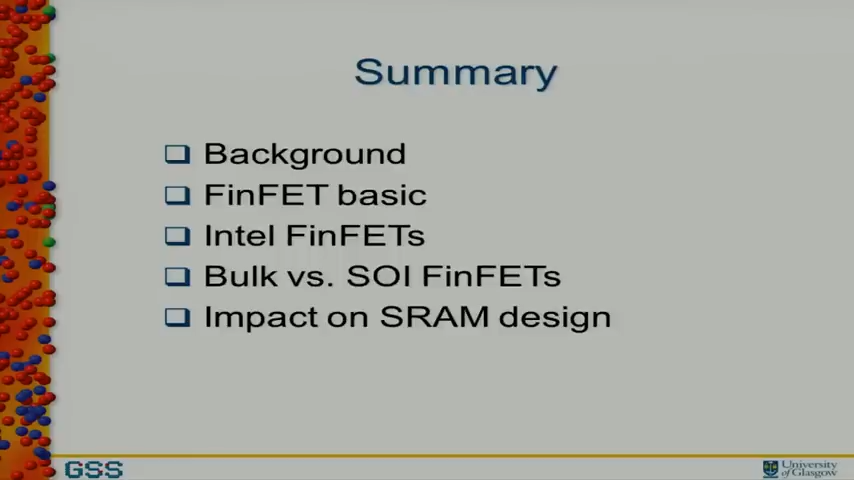 Summary
Background
FinFET basic
Intel FinFETs
Bulk vs. SOI FinFETs
Impact on SRAM design
GSS
University
of Glasgow